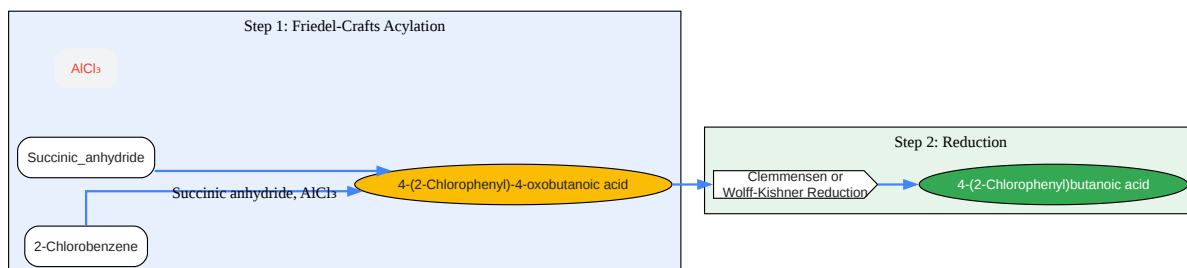 Step 1: Friedel-Crafts Acylation
AlCl₃
Succinic_anhydride
Succinic anhydride, AlCl₃
2-Chlorobenzene
4-(2-Chlorophenyl)-4-oxobutanoic acid
Step 2: Reduction
Clemmensen or
Wolff-Kishner Reduction
4-(2-Chlorophenyl)butanoic acid